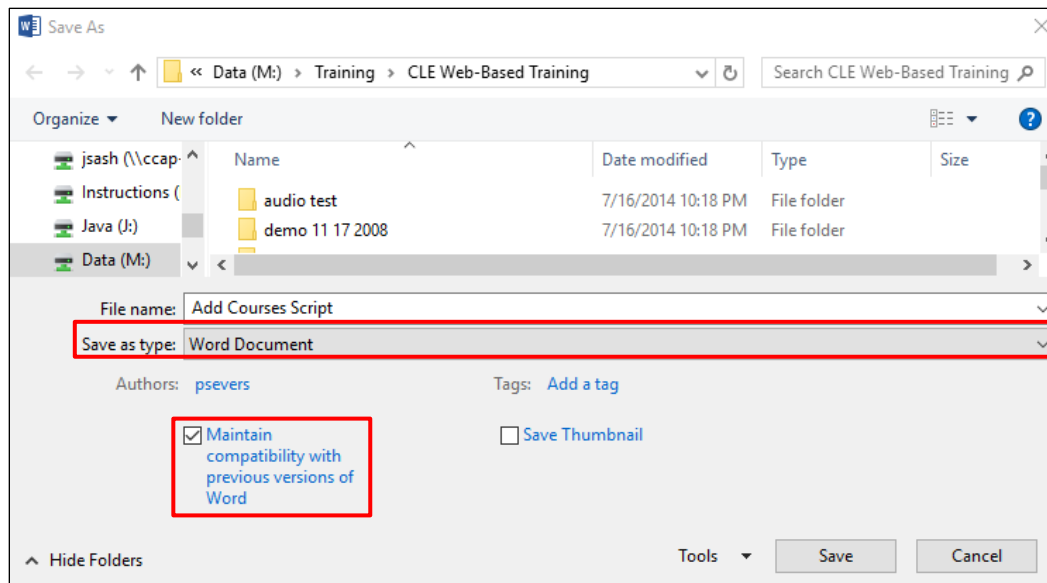 Save As
« Data (M:) › Training › CLE Web-Based Training
Search CLE Web-Based Training
Organize
New folder
jsash (\\ccap-
Instructions (
Java (J:)
Data (M:)
Name Date modified Type Size
audio test 7/16/2014 10:18 PM File folder
demo 11 17 2008 7/16/2014 10:18 PM File folder
File name: Add Courses Script
Save as type: Word Document
Authors: psevers Tags: Add a tag
Maintain
compatibility with
previous versions of
Word
Save Thumbnail
Hide Folders Tools Save Cancel